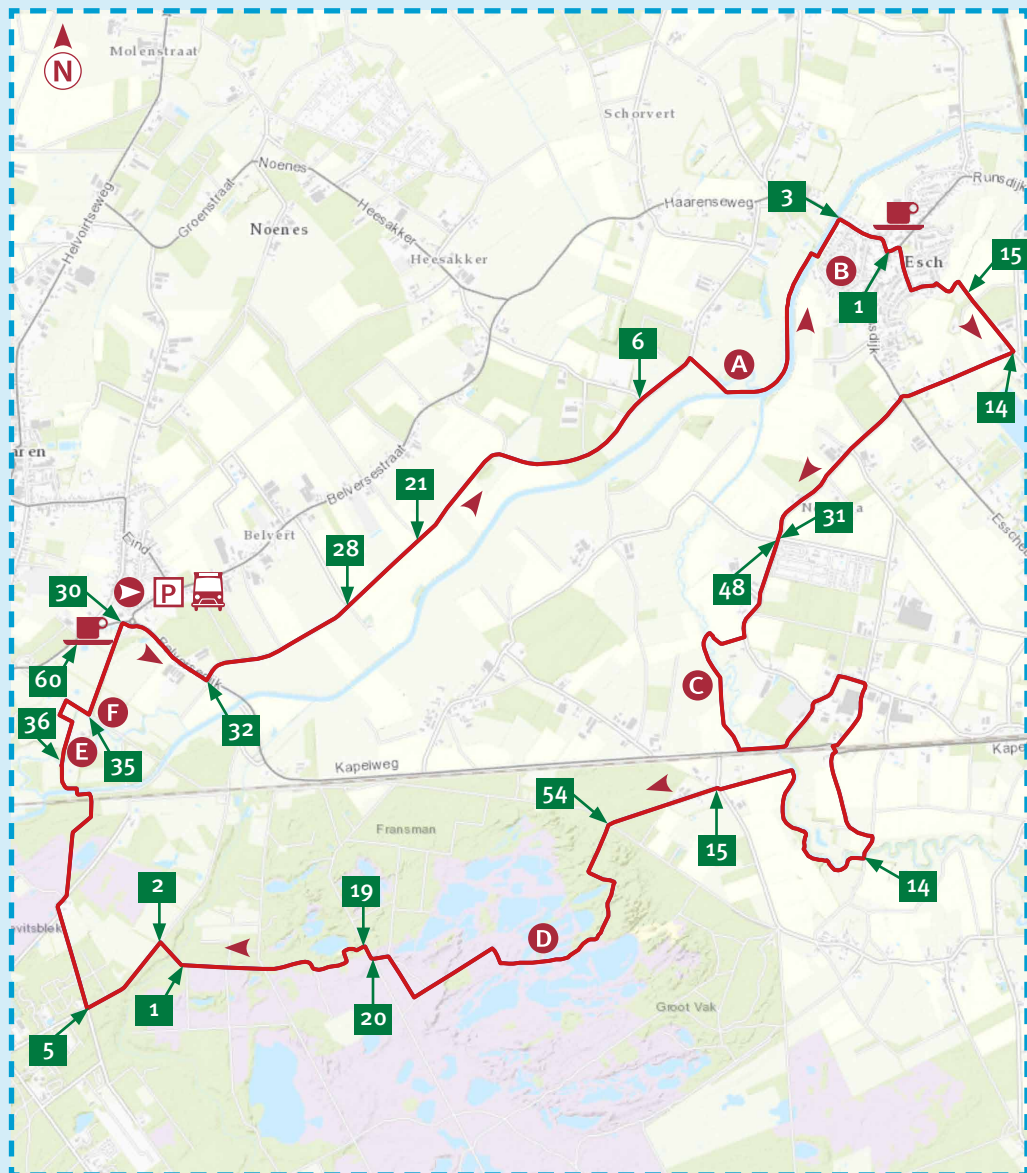 N
Molenstraat
Schorvert
Noenes
Groenstraat
Helvoirtseweg
Runsdijk
3
Haarenseweg
Heesakker
Noenes
Esch
15
Heesakker
B
1
6
A
14
aren
Belversestraat
21
31
Eind
Belvert
28
48
30
P
60
C
36
F
32
E
35
Kapelweg
54
Fransman
15
14
2
19
D
1
20
Groot Vak
5